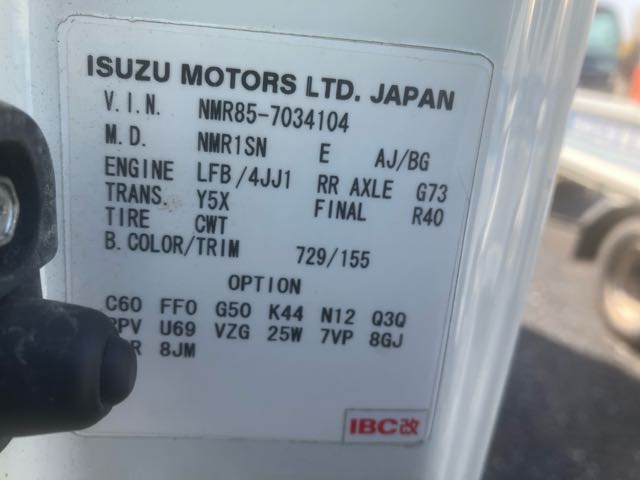 ISUZU MOTORS LTD. JAPAN
V.I.N. NMR85-7034104
M.D. NMR1SN E AJ/BG
ENGINE LFB/4JJ1 RR AXLE G73
TRANS. Y5X FINAL R40
TIRE CWT
B.COLOR/TRIM 729/155
OPTION
C60 FF0 G50 K44 N12 Q3Q
U69 VZG 25W 7VP 8GJ
8JM
IBC改